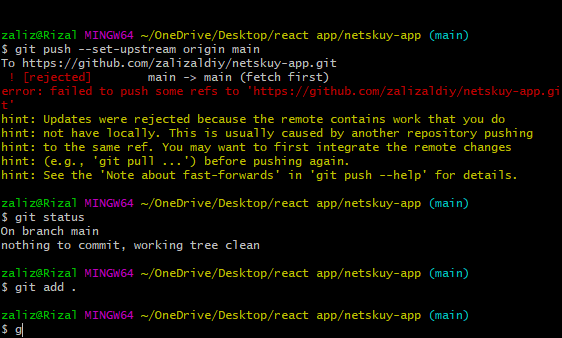 zaliz@Rizal MINGW64 ~/OneDrive/Desktop/react app/netskuy-app (main)
$ git push --set-upstream origin main
To https://github.com/zalizaldiy/netskuy-app.git
 ! [rejected]        main -> main (fetch first)
error: failed to push some refs to 'https://github.com/zalizaldiy/netskuy-app.gi
t'
hint: Updates were rejected because the remote contains work that you do
hint: not have locally. This is usually caused by another repository pushing
hint: to the same ref. You may want to first integrate the remote changes
hint: (e.g., 'git pull ...') before pushing again.
hint: See the 'Note about fast-forwards' in 'git push --help' for details.
zaliz@Rizal MINGW64 ~/OneDrive/Desktop/react app/netskuy-app (main)
$ git status
On branch main
nothing to commit, working tree clean
zaliz@Rizal MINGW64 ~/OneDrive/Desktop/react app/netskuy-app (main)
$ git add .
zaliz@Rizal MINGW64 ~/OneDrive/Desktop/react app/netskuy-app (main)
$ g